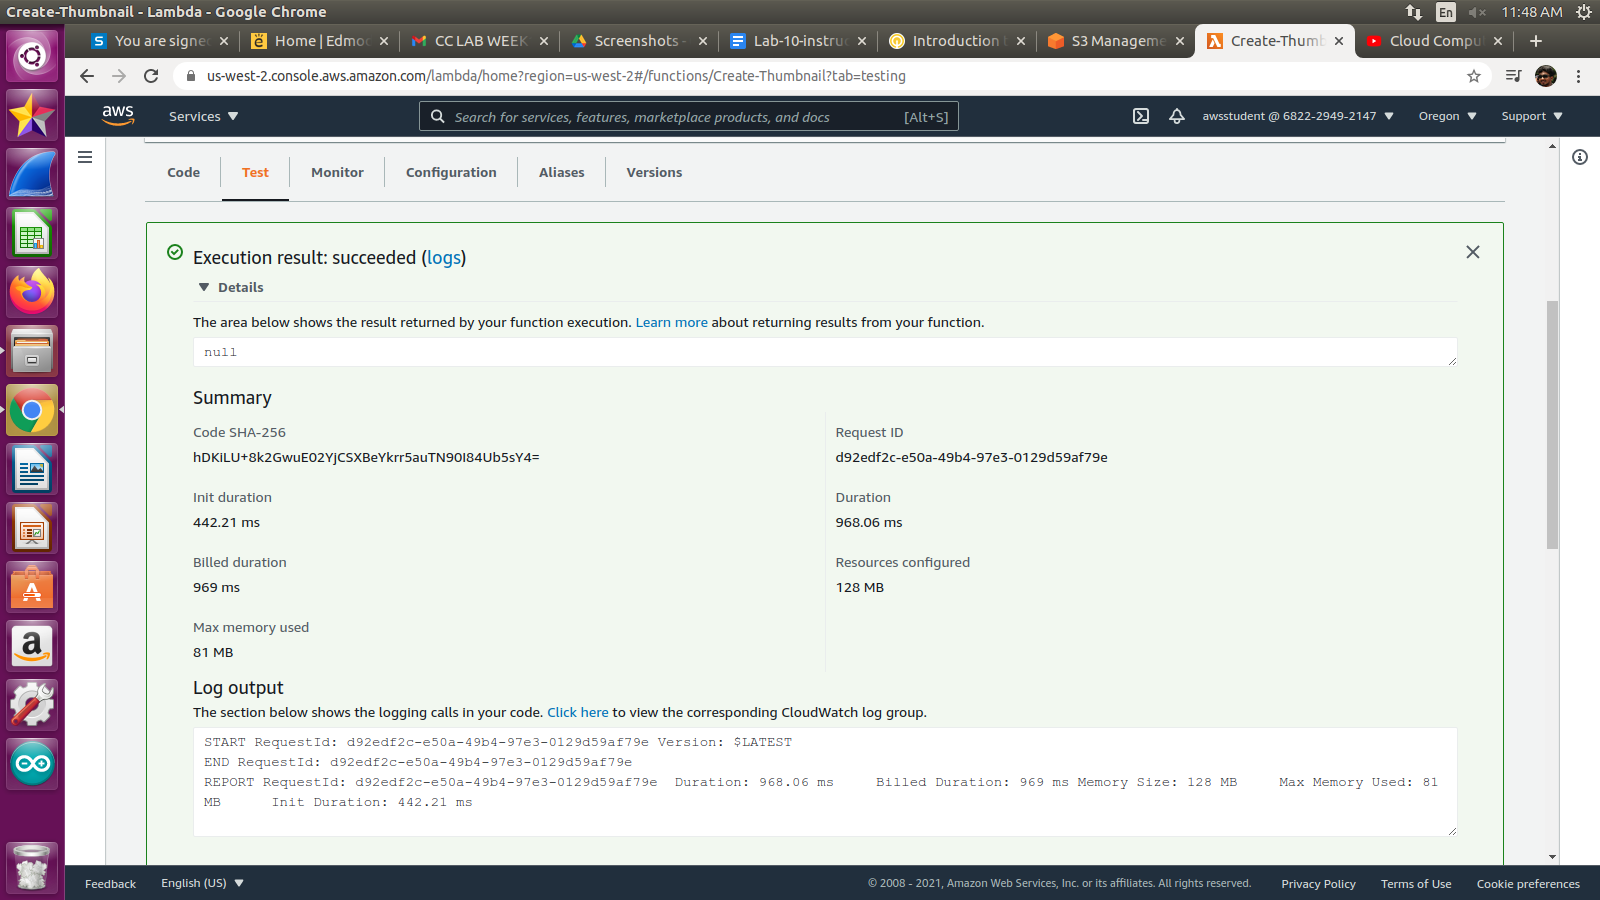 Create-Thumbnail - Lambda - Google Chrome
En
11:48 AM
You are signe
Home | Edmo
CC LAB WEEK
Screenshots -
Lab-10-instru
Introduction
S3 Manageme
Create-Thumb
Cloud Compu
us-west-2.console.aws.amazon.com/lambda/home?region=us-west-2#/functions/Create-Thumbnail?tab=testing
aws
Services
Search for services, features, marketplace products, and docs
[Alt+S]
awsstudent @ 6822-2949-2147
Oregon
Support
Code
Test
Monitor
Configuration
Aliases
Versions
Execution result: succeeded (logs)
Details
The area below shows the result returned by your function execution. Learn more about returning results from your function.
null
Summary
Code SHA-256
hDKiLU+8k2GwuE02YjCSXBeYkrr5auTN90I84Ub5sY4=
Request ID
d92edf2c-e50a-49b4-97e3-0129d59af79e
Init duration
442.21 ms
Duration
968.06 ms
Billed duration
969 ms
Resources configured
128 MB
Max memory used
81 MB
Log output
The section below shows the logging calls in your code. Click here to view the corresponding CloudWatch log group.
START RequestId: d92edf2c-e50a-49b4-97e3-0129d59af79e Version: $LATEST
END RequestId: d92edf2c-e50a-49b4-97e3-0129d59af79e
REPORT RequestId: d92edf2c-e50a-49b4-97e3-0129d59af79e Duration: 968.06 ms Billed Duration: 969 ms Memory Size: 128 MB Max Memory Used: 81
MB Init Duration: 442.21 ms
Feedback
English (US)
© 2008 - 2021, Amazon Web Services, Inc. or its affiliates. All rights reserved.
Privacy Policy
Terms of Use
Cookie preferences